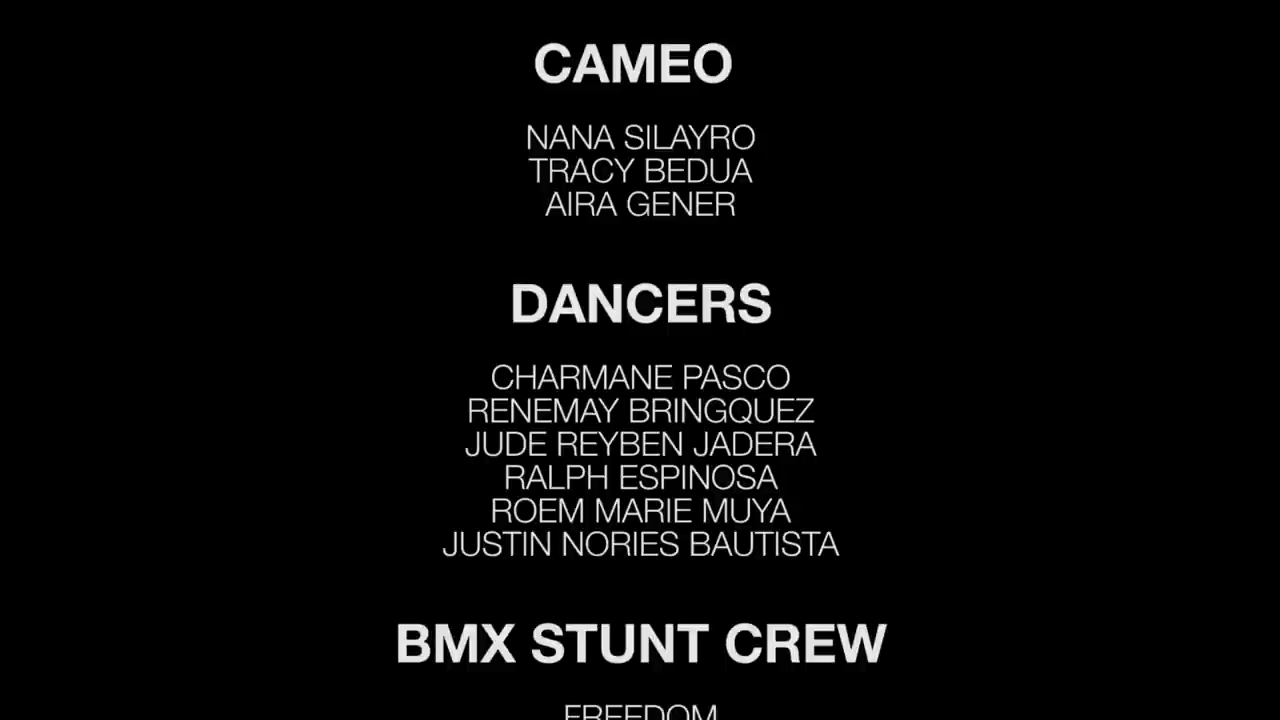 CAMEO
NANA SILAYRO
TRACY BEDUA
AIRA GENER
DANCERS
CHARMANE PASCO
RENEMAY BRINGQUEZ
JUDE REYBEN JADERA
RALPH ESPINOSA
ROEM MARIE MUYA
JUSTIN NORIES BAUTISTA
BMX STUNT CREW
FREEDOM